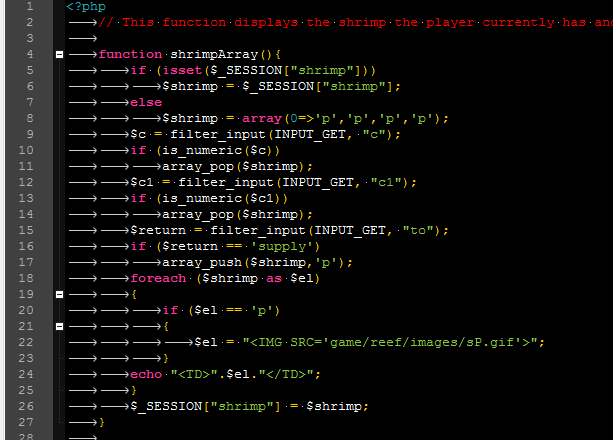 1 <?php
2 // This function displays the shrimp the player currently has
3
4 function shrimpArray(){
5 if (isset($_SESSION["shrimp"]))
6 $shrimp = $_SESSION["shrimp"];
7 else
8 $shrimp = array(0=>'p','p','p','p');
9 $c = filter_input(INPUT_GET, "c");
10 if (is_numeric($c))
11 array_pop($shrimp);
12 $c1 = filter_input(INPUT_GET, "c1");
13 if (is_numeric($c1))
14 array_pop($shrimp);
15 $return = filter_input(INPUT_GET, "to");
16 if ($return == 'supply')
17 array_push($shrimp,'p');
18 foreach ($shrimp as $el)
19 {
20 if ($el == 'p')
21 {
22 $el = "<IMG SRC='game/reef/images/sP.gif'>";
23 }
24 echo "<TD>".$el."</TD>";
25 }
26 $_SESSION["shrimp"] = $shrimp;
27 }
28